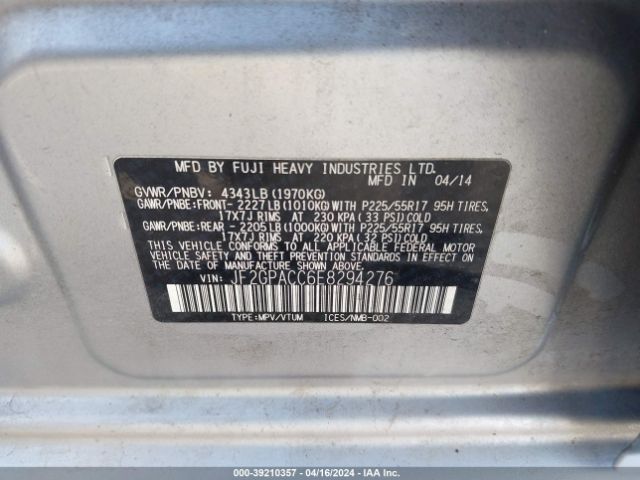 MFD BY FUJI HEAVY INDUSTRIES LTD.
MFD IN 04/14
GVWR/PNBV: 4343LB(1970KG)
GAWR/PNBE:FRONT- 2227LB(1010KG)WITH P225/55R17 95H TIRES,
17X7J RIMS AT 230 KPA(33 PSI)COLD
GAWR/PNBE:REAR - 2205LB(1000KG)WITH P225/55R17 95H TIRES,
17X7J RIMS AT 220 KPA(32 PSI)COLD
THIS VEHICLE CONFORMS TO ALL APPLICABLE FEDERAL MOTOR
VEHICLE SAFETY AND BUMPER STANDARDS IN EFFECT ON THE
DATE OF MANUFACTURE SHOWN ABOVE.
VIN: JF2GPACC6E8294276
TYPE:MPV/VTUM ICES/NMB-002
000-39210357 - 04/16/2024 - IAA Inc.